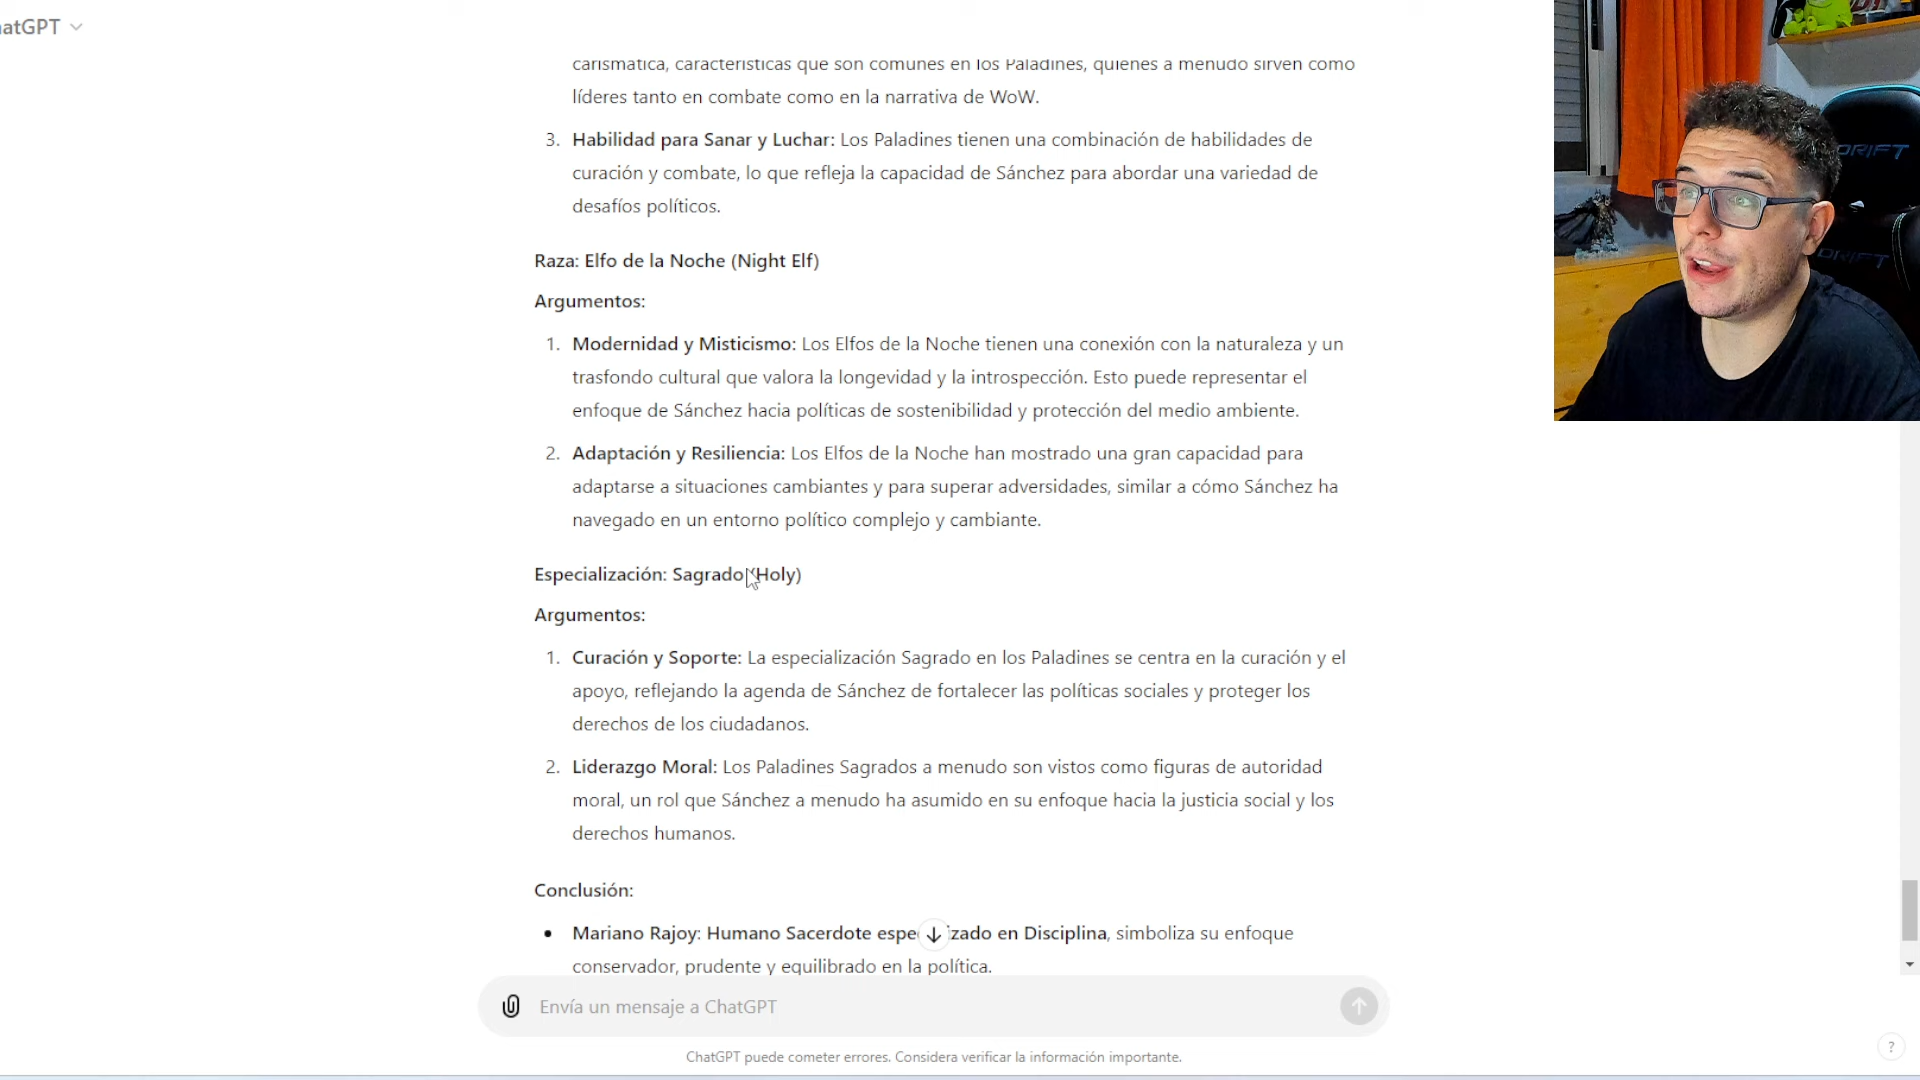 atGPT
carismática, características que son comunes en los Paladines, quienes a menudo sirven como
líderes tanto en combate como en la narrativa de WoW.
3. Habilidad para Sanar y Luchar: Los Paladines tienen una combinación de habilidades de
curación y combate, lo que refleja la capacidad de Sánchez para abordar una variedad de
desafíos políticos.
Raza: Elfo de la Noche (Night Elf)
Argumentos:
1. Modernidad y Misticismo: Los Elfos de la Noche tienen una conexión con la naturaleza y un
trasfondo cultural que valora la longevidad y la introspección. Esto puede representar el
enfoque de Sánchez hacia políticas de sostenibilidad y protección del medio ambiente.
2. Adaptación y Resiliencia: Los Elfos de la Noche han mostrado una gran capacidad para
adaptarse a situaciones cambiantes y para superar adversidades, similar a cómo Sánchez ha
navegado en un entorno político complejo y cambiante.
Especialización: Sagrado (Holy)
Argumentos:
1. Curación y Soporte: La especialización Sagrado en los Paladines se centra en la curación y el
apoyo, reflejando la agenda de Sánchez de fortalecer las políticas sociales y proteger los
derechos de los ciudadanos.
2. Liderazgo Moral: Los Paladines Sagrados a menudo son vistos como figuras de autoridad
moral, un rol que Sánchez a menudo ha asumido en su enfoque hacia la justicia social y los
derechos humanos.
Conclusión:
• Mariano Rajoy: Humano Sacerdote espe izado en Disciplina, simboliza su enfoque
conservador, prudente y equilibrado en la política.
Envía un mensaje a ChatGPT
ChatGPT puede cometer errores. Considera verificar la información importante.
?
DRIFT
DRIFT